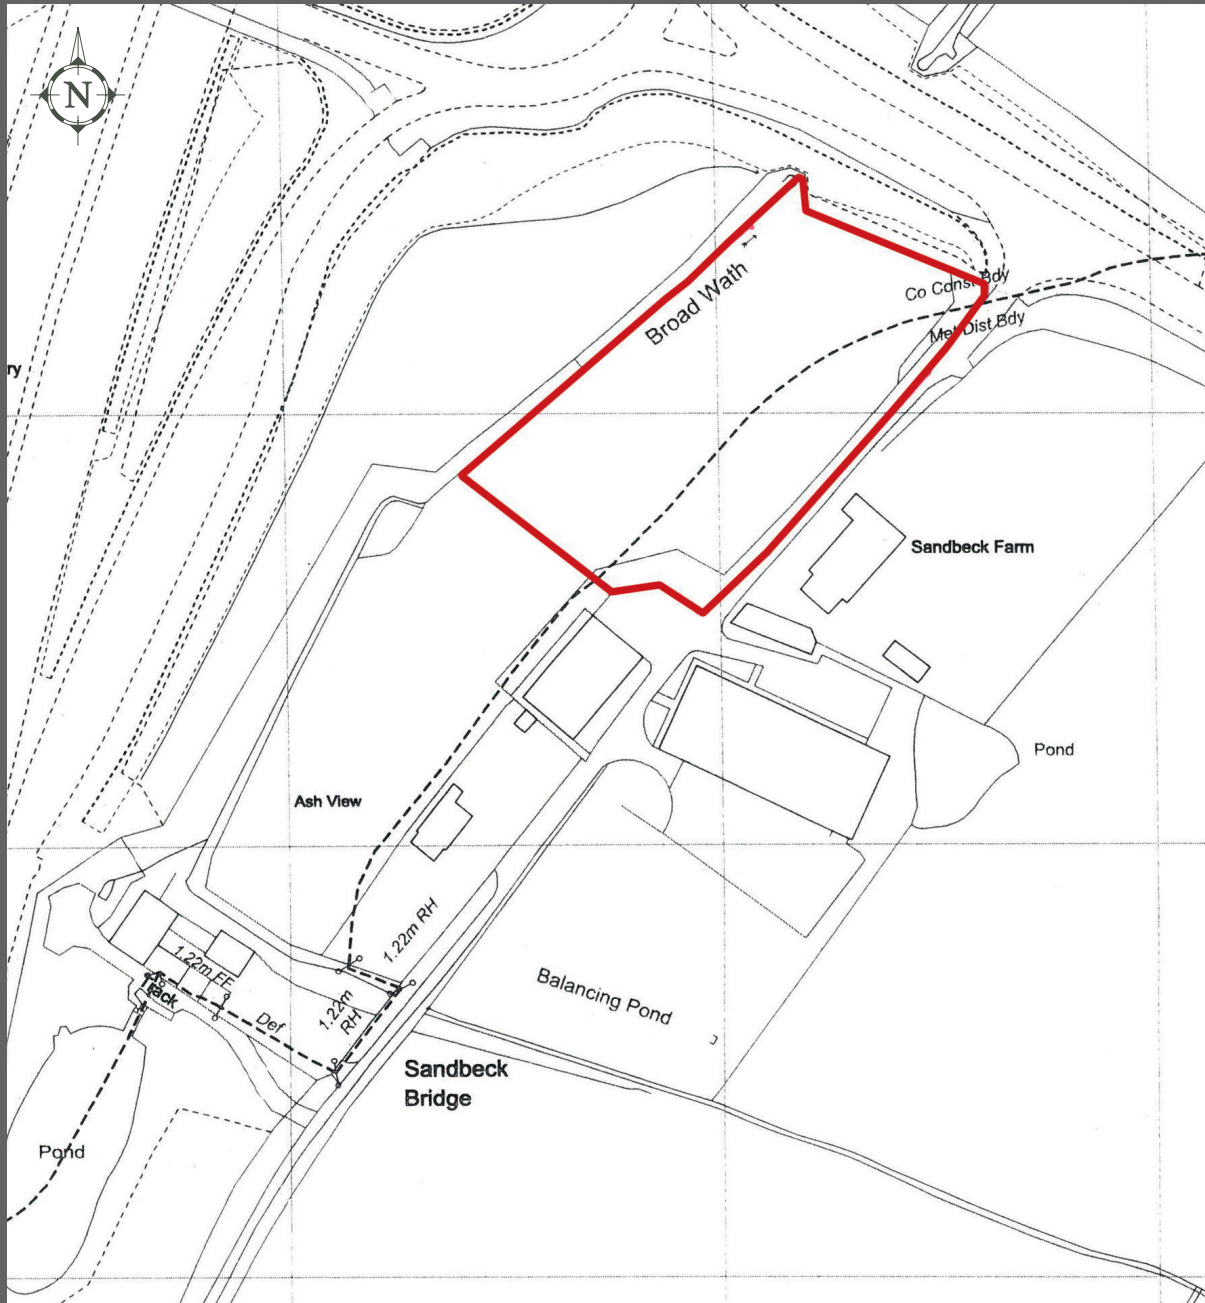 N
Broad Wath
Co Const Bdy
Met Dist Bdy
ry
Sandbeck Farm
Pond
Ash View
1.22m RH
1.22m FF
Track
Def
1.22m
RH
Balancing Pond
Sandbeck
Bridge
Pond